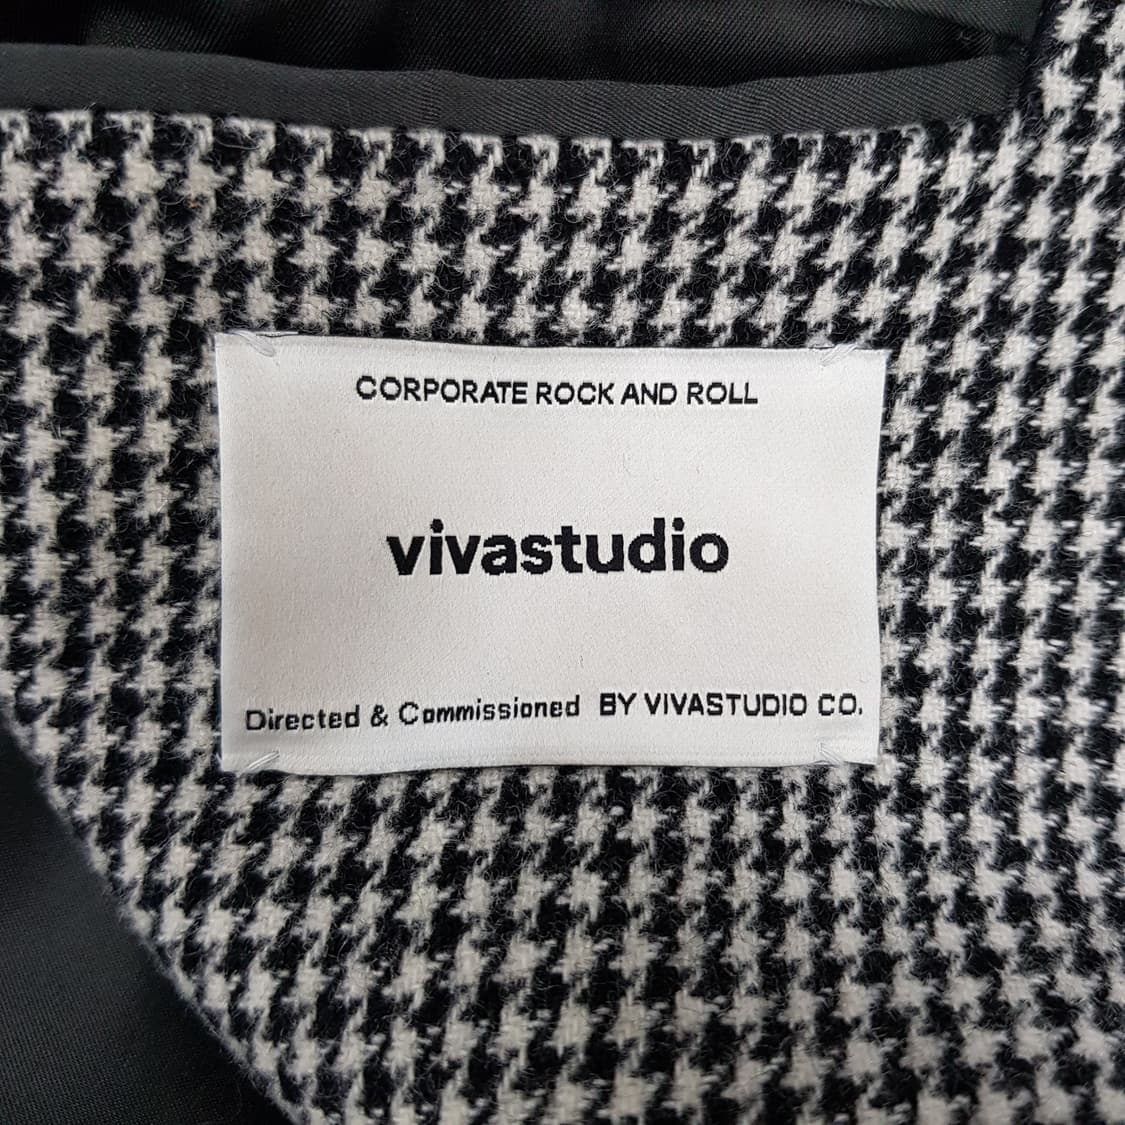 CORPORATE ROCK AND ROLL
vivastudio
Directed & Commissioned BY VIVASTUDIO CO.